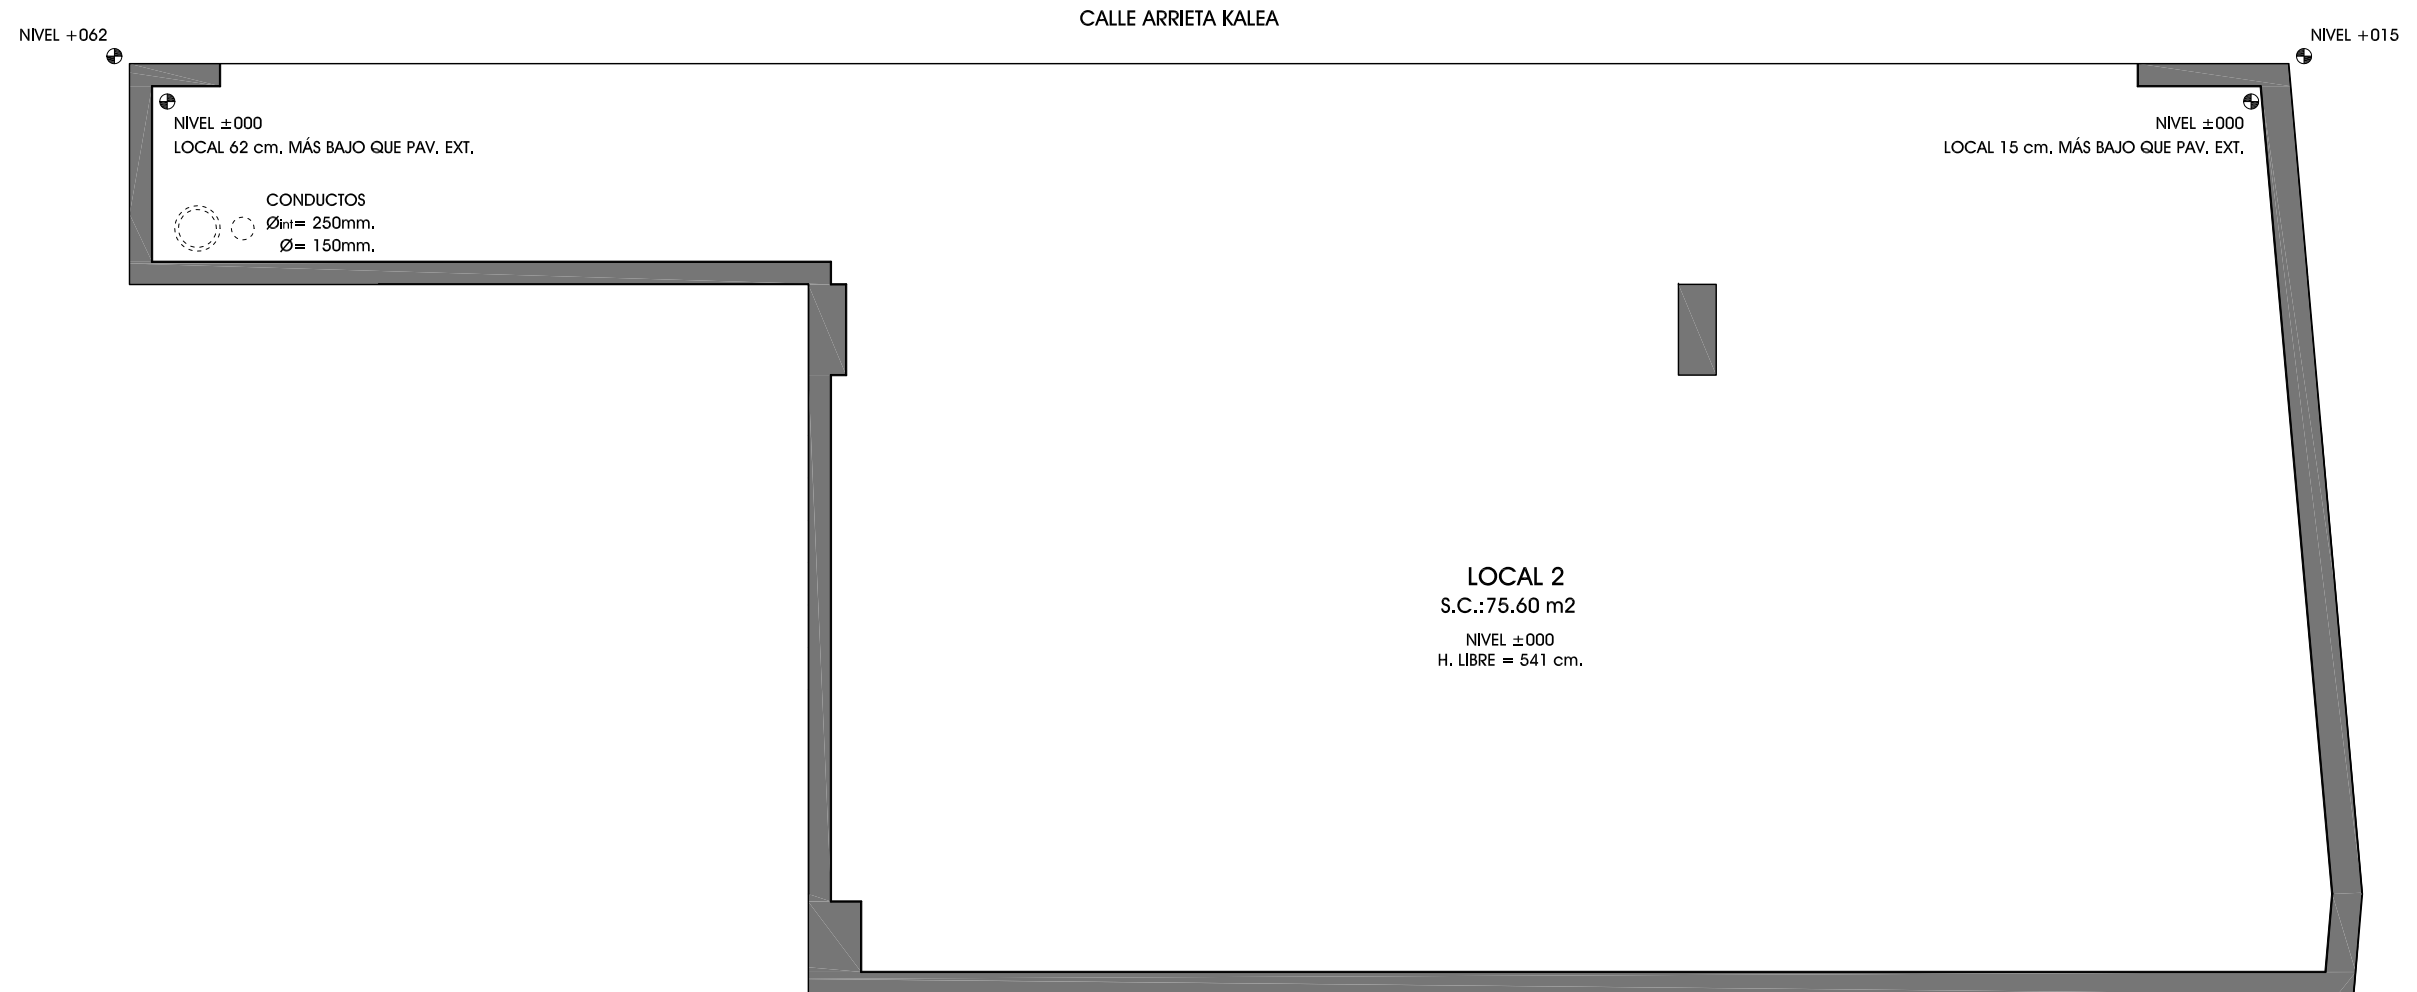 CALLE ARRIETA KALEA
NIVEL +062
NIVEL +015
NIVEL ±000
LOCAL 62 cm. MÁS BAJO QUE PAV. EXT.
NIVEL ±000
LOCAL 15 cm. MÁS BAJO QUE PAV. EXT.
CONDUCTOS
Øint= 250mm.
Ø= 150mm.
LOCAL 2
S.C.:75.60 m2
NIVEL ±000
H. LIBRE = 541 cm.